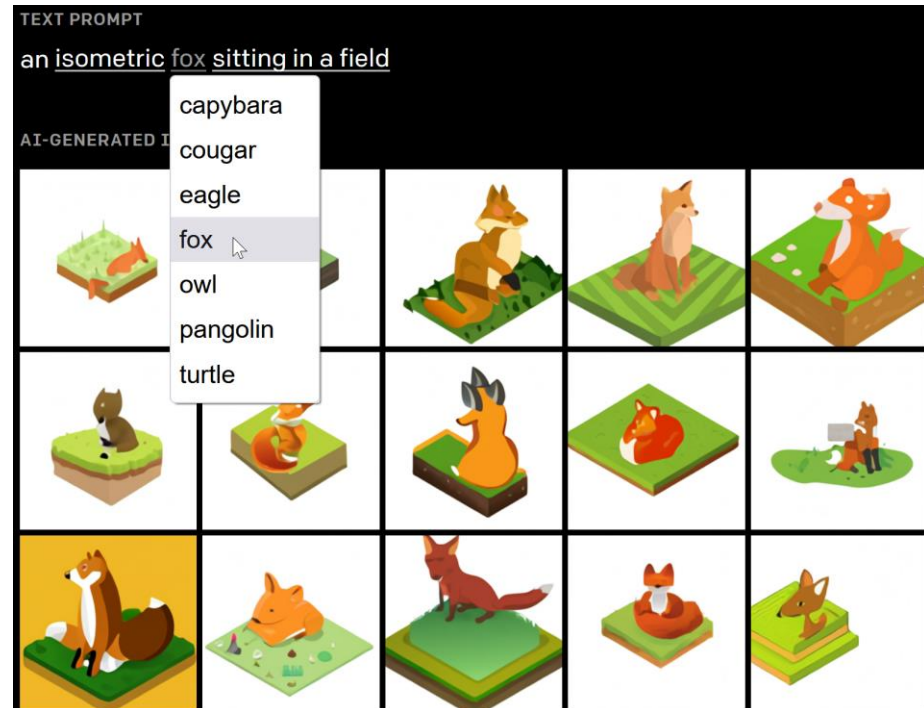 TEXT PROMPT
an isometric fox sitting in a field
capybara
cougar
eagle
fox
owl
pangolin
turtle
AI-GENERATED I